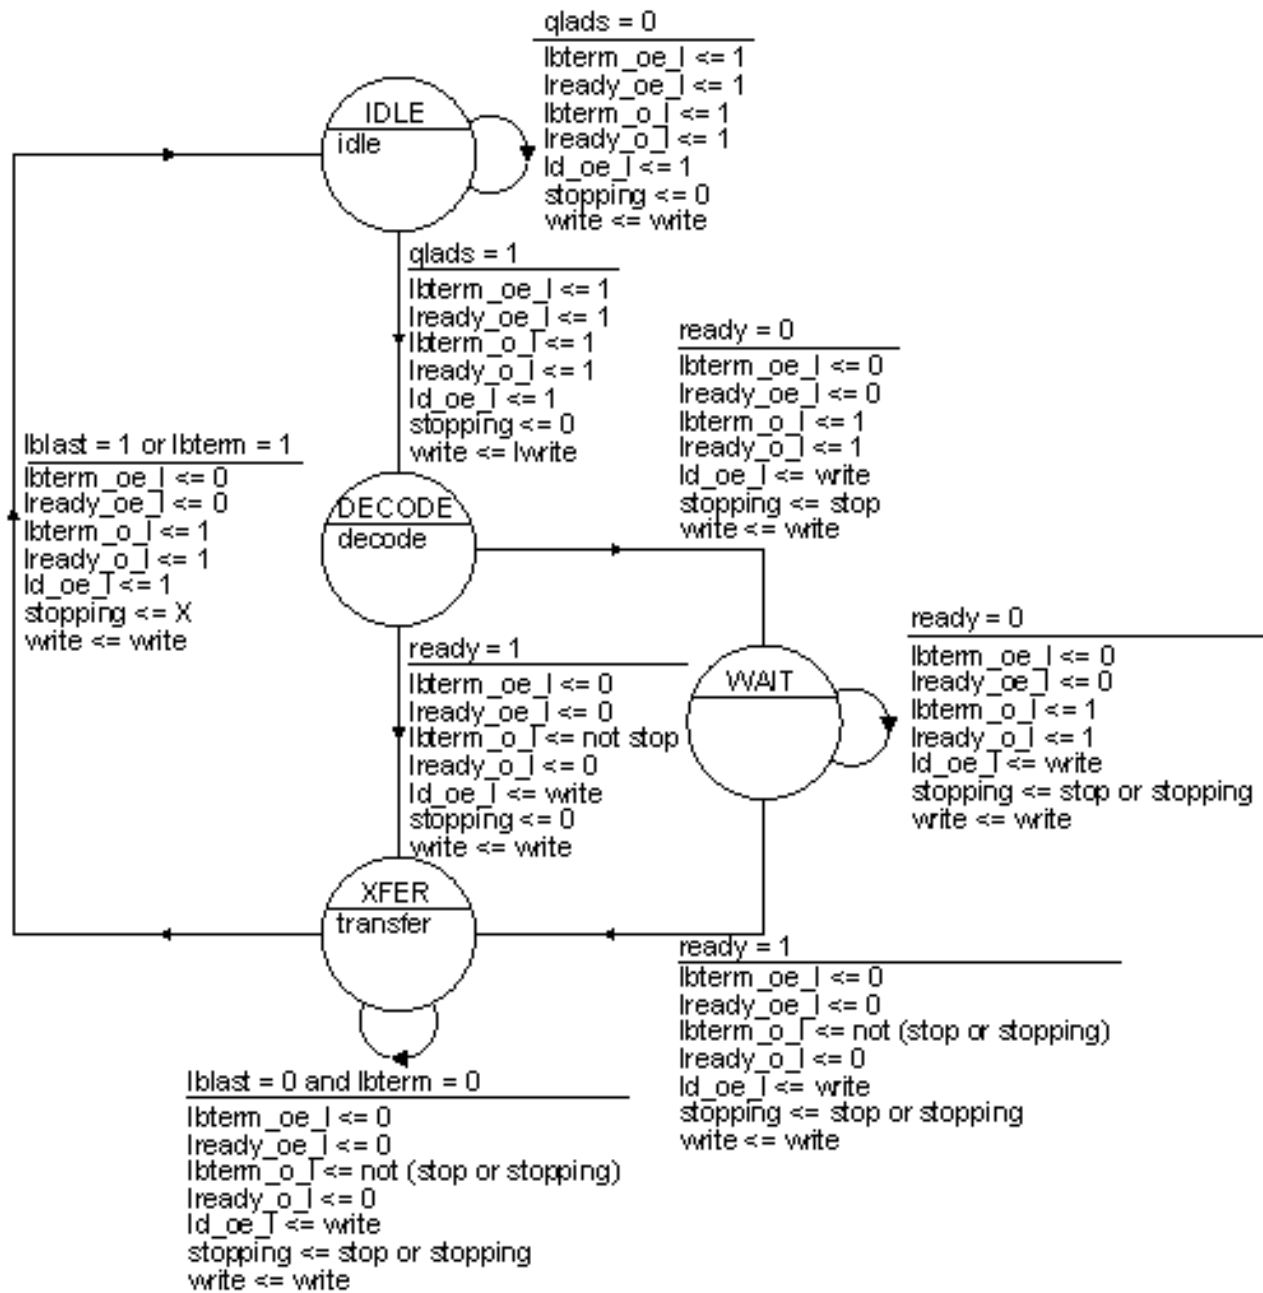 qlads = 0
lbterm_oe_l <= 1
lready_oe_l <= 1
lbterm_o_l <= 1
lready_o_l <= 1
ld_oe_l <= 1
stopping <= 0
write <= write
IDLE
idle
qlads = 1
lbterm_oe_l <= 1
lready_oe_l <= 1
lbterm_o_l <= 1
lready_o_l <= 1
ld_oe_l <= 1
stopping <= 0
write <= lwrite
ready = 0
lbterm_oe_l <= 0
lready_oe_l <= 0
lbterm_o_l <= 1
lready_o_l <= 1
ld_oe_l <= write
stopping <= stop
write <= write
lblast = 1 or lbterm = 1
lbterm_oe_l <= 0
lready_oe_l <= 0
lbterm_o_l <= 1
lready_o_l <= 1
ld_oe_l <= 1
stopping <= X
write <= write
DECODE
decode
ready = 1
lbterm_oe_l <= 0
lready_oe_l <= 0
lbterm_o_l <= not stop
lready_o_l <= 0
ld_oe_l <= write
stopping <= 0
write <= write
WAIT
ready = 0
lbterm_oe_l <= 0
lready_oe_l <= 0
lbterm_o_l <= 1
lready_o_l <= 1
ld_oe_l <= write
stopping <= stop or stopping
write <= write
XFER
transfer
ready = 1
lbterm_oe_l <= 0
lready_oe_l <= 0
lbterm_o_l <= not (stop or stopping)
lready_o_l <= 0
ld_oe_l <= write
stopping <= stop or stopping
write <= write
lblast = 0 and lbterm = 0
lbterm_oe_l <= 0
lready_oe_l <= 0
lbterm_o_l <= not (stop or stopping)
lready_o_l <= 0
ld_oe_l <= write
stopping <= stop or stopping
write <= write